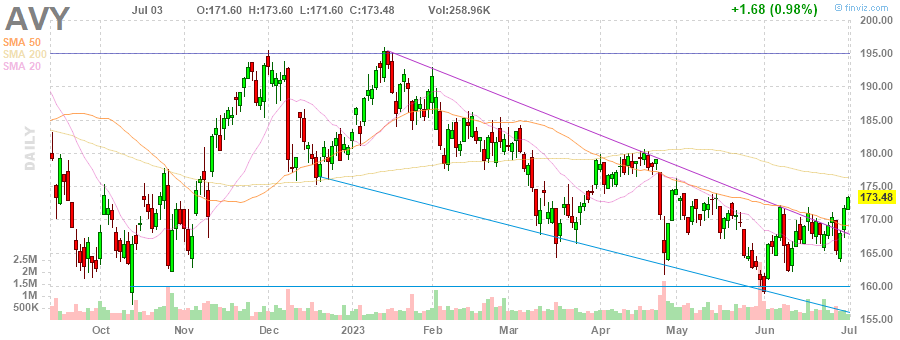 AVY Jul 03 O:171.60 H:173.60 L:171.60 C:173.48 Vol:258.96K +1.68 (0.98%) finviz.com
SMA 50
SMA 200
SMA 20
DAILY
200.00
195.00
190.00
185.00
180.00
175.00
173.48
170.00
165.00
160.00
155.00
2.5M
2M
1.5M
1M
500K
Oct Nov Dec 2023 Feb Mar Apr May Jun Jul